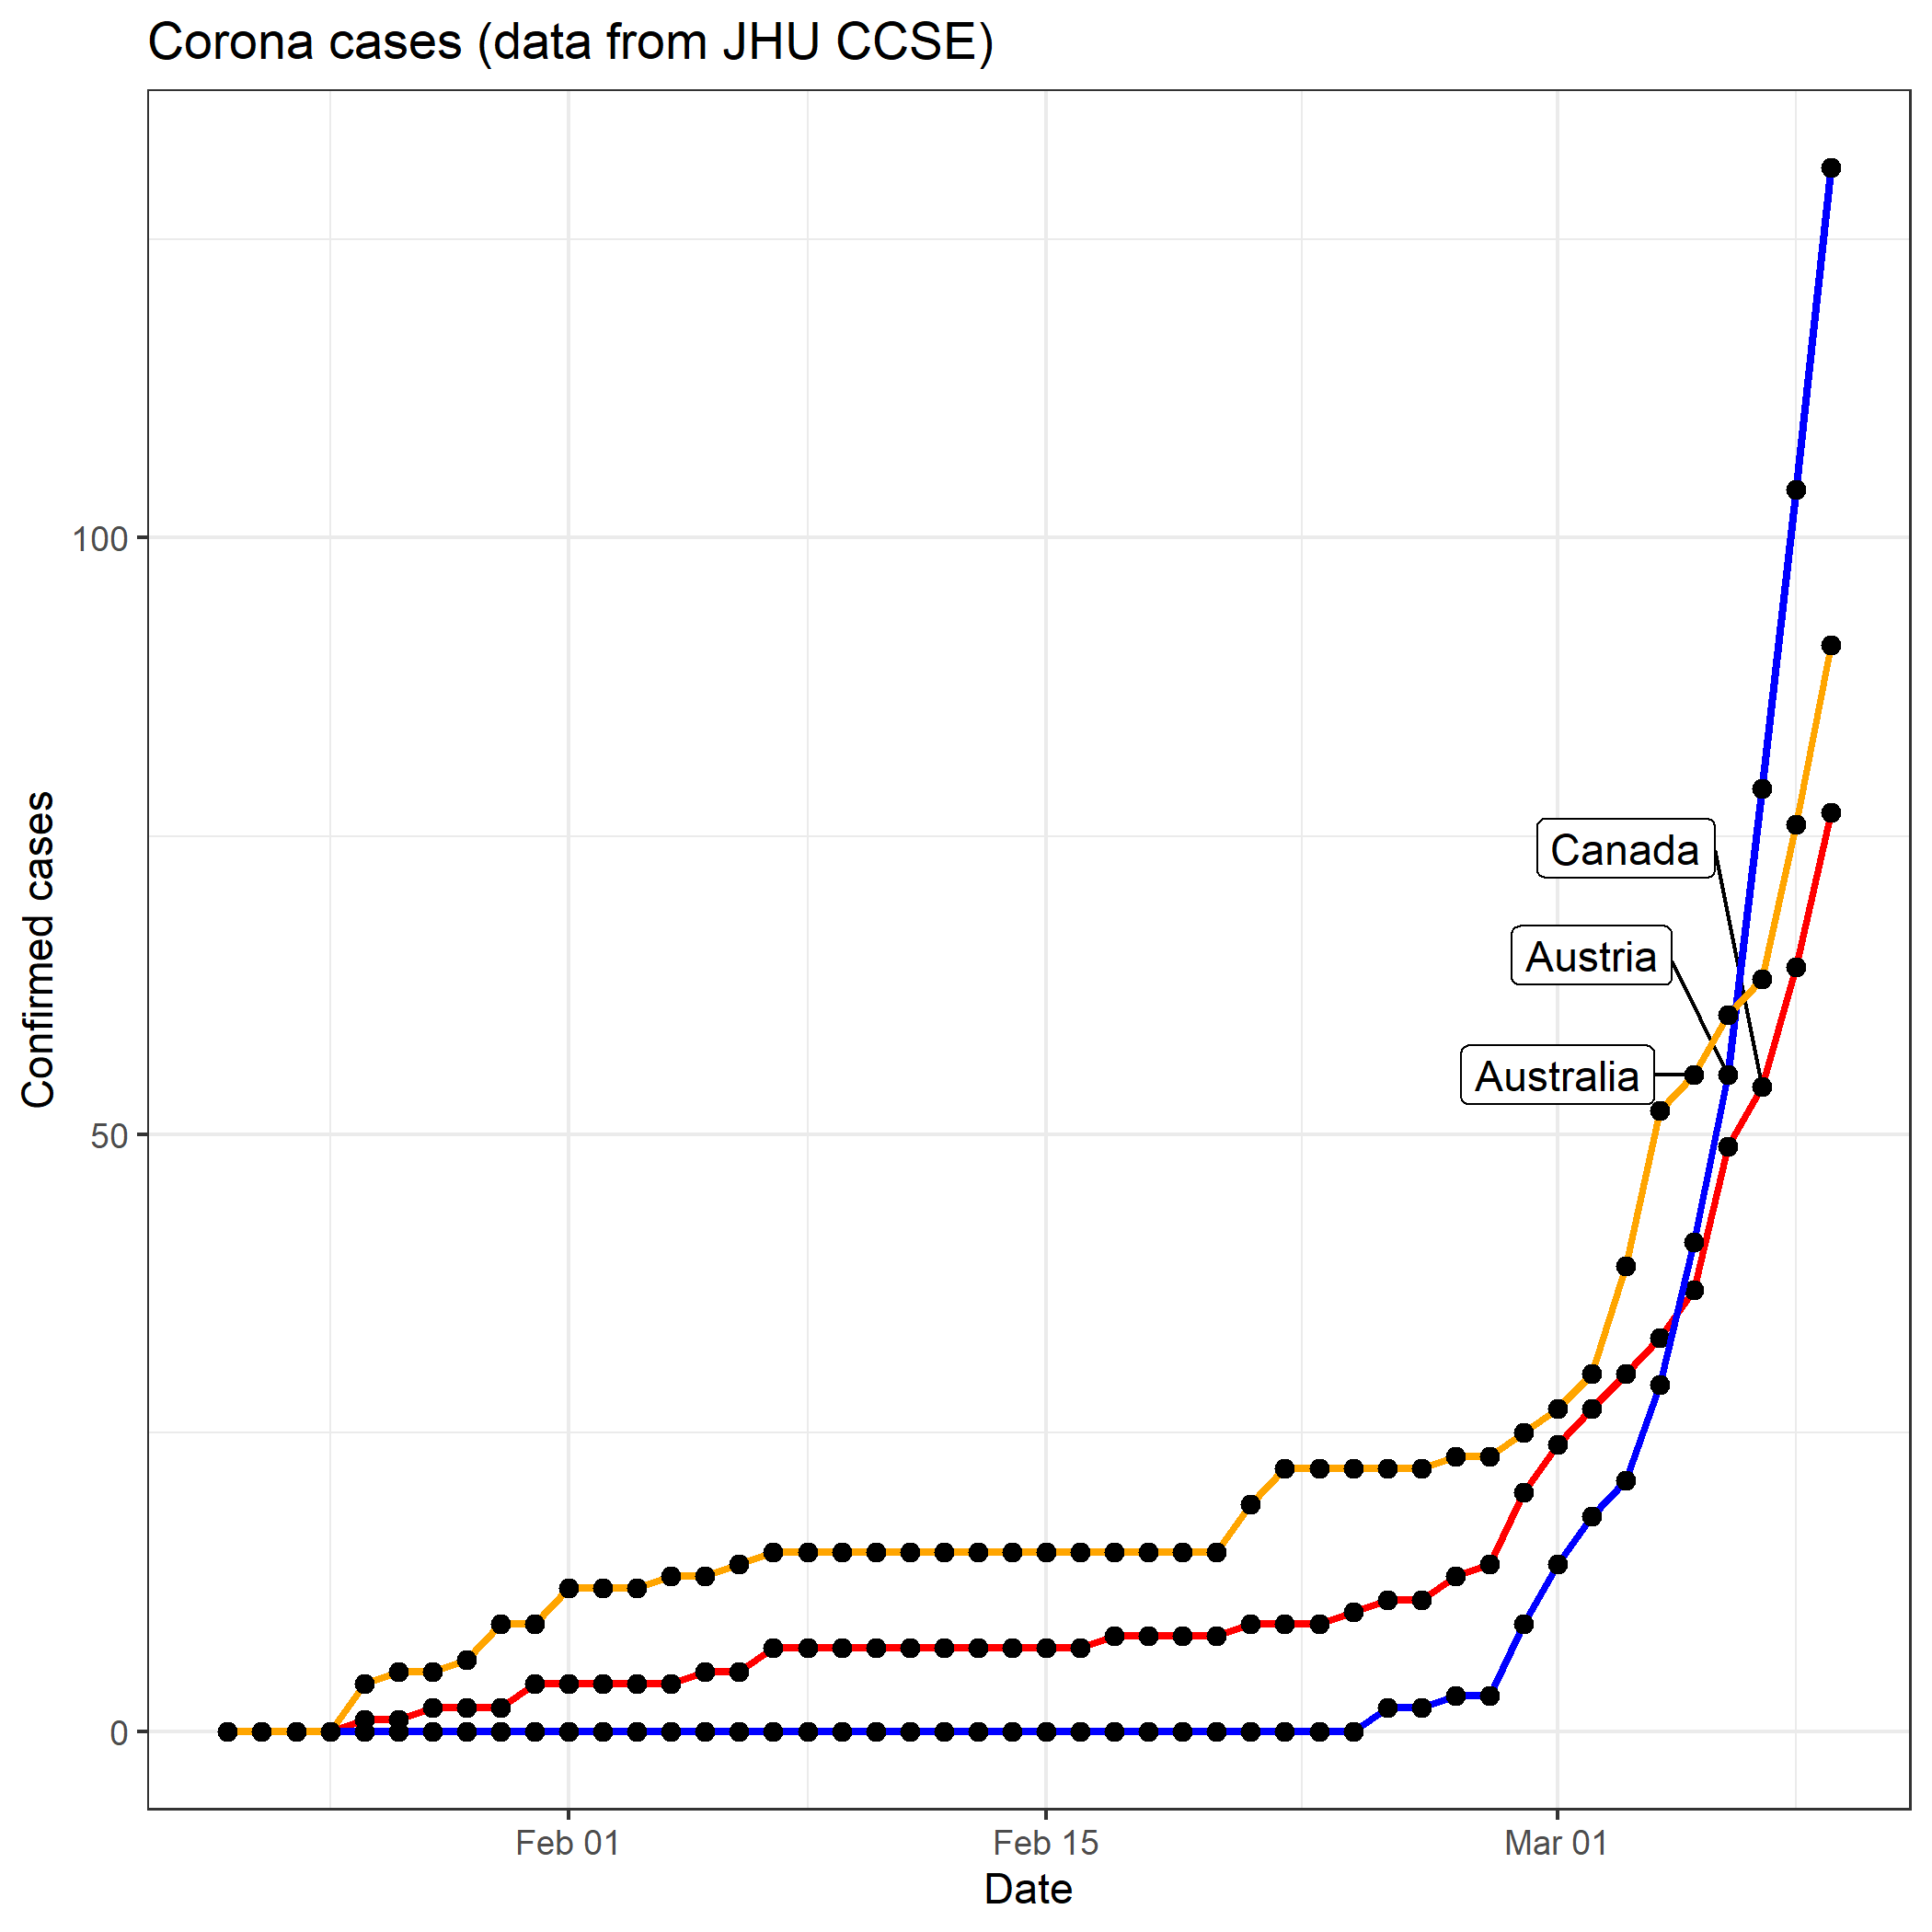 Corona cases (data from JHU CCSE)
Confirmed cases
100
50
0
Canada
Austria
Australia
Feb 01
Feb 15
Mar 01
Date